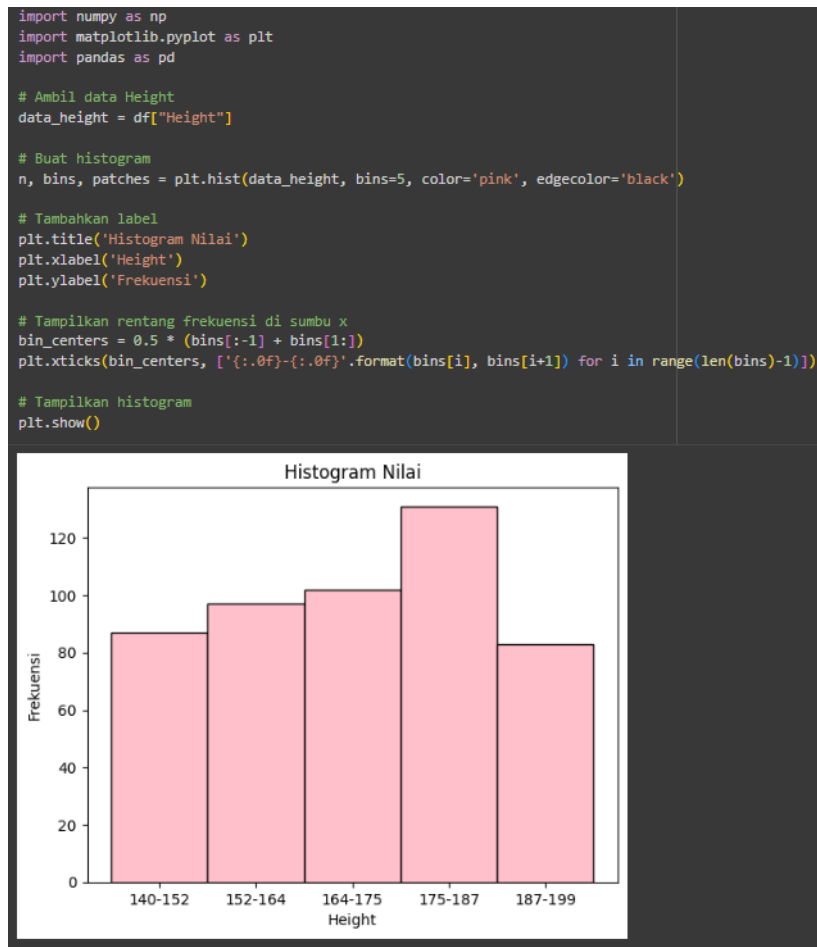 import numpy as np
import matplotlib.pyplot as plt
import pandas as pd
# Ambil data Height
data_height = df["Height"]
# Buat histogram
n, bins, patches = plt.hist(data_height, bins=5, color='pink', edgecolor='black')
# Tambahkan label
plt.title('Histogram Nilai')
plt.xlabel('Height')
plt.ylabel('Frekuensi')
# Tampilkan rentang frekuensi di sumbu x
bin_centers = 0.5 * (bins[:-1] + bins[1:])
plt.xticks(bin_centers, ['{:.0f}-{:.0f}'.format(bins[i], bins[i+1]) for i in range(len(bins)-1)])
# Tampilkan histogram
plt.show()
Histogram Nilai
120
100
80
60
40
20
0
Frekuensi
140-152 152-164 164-175 175-187 187-199
Height